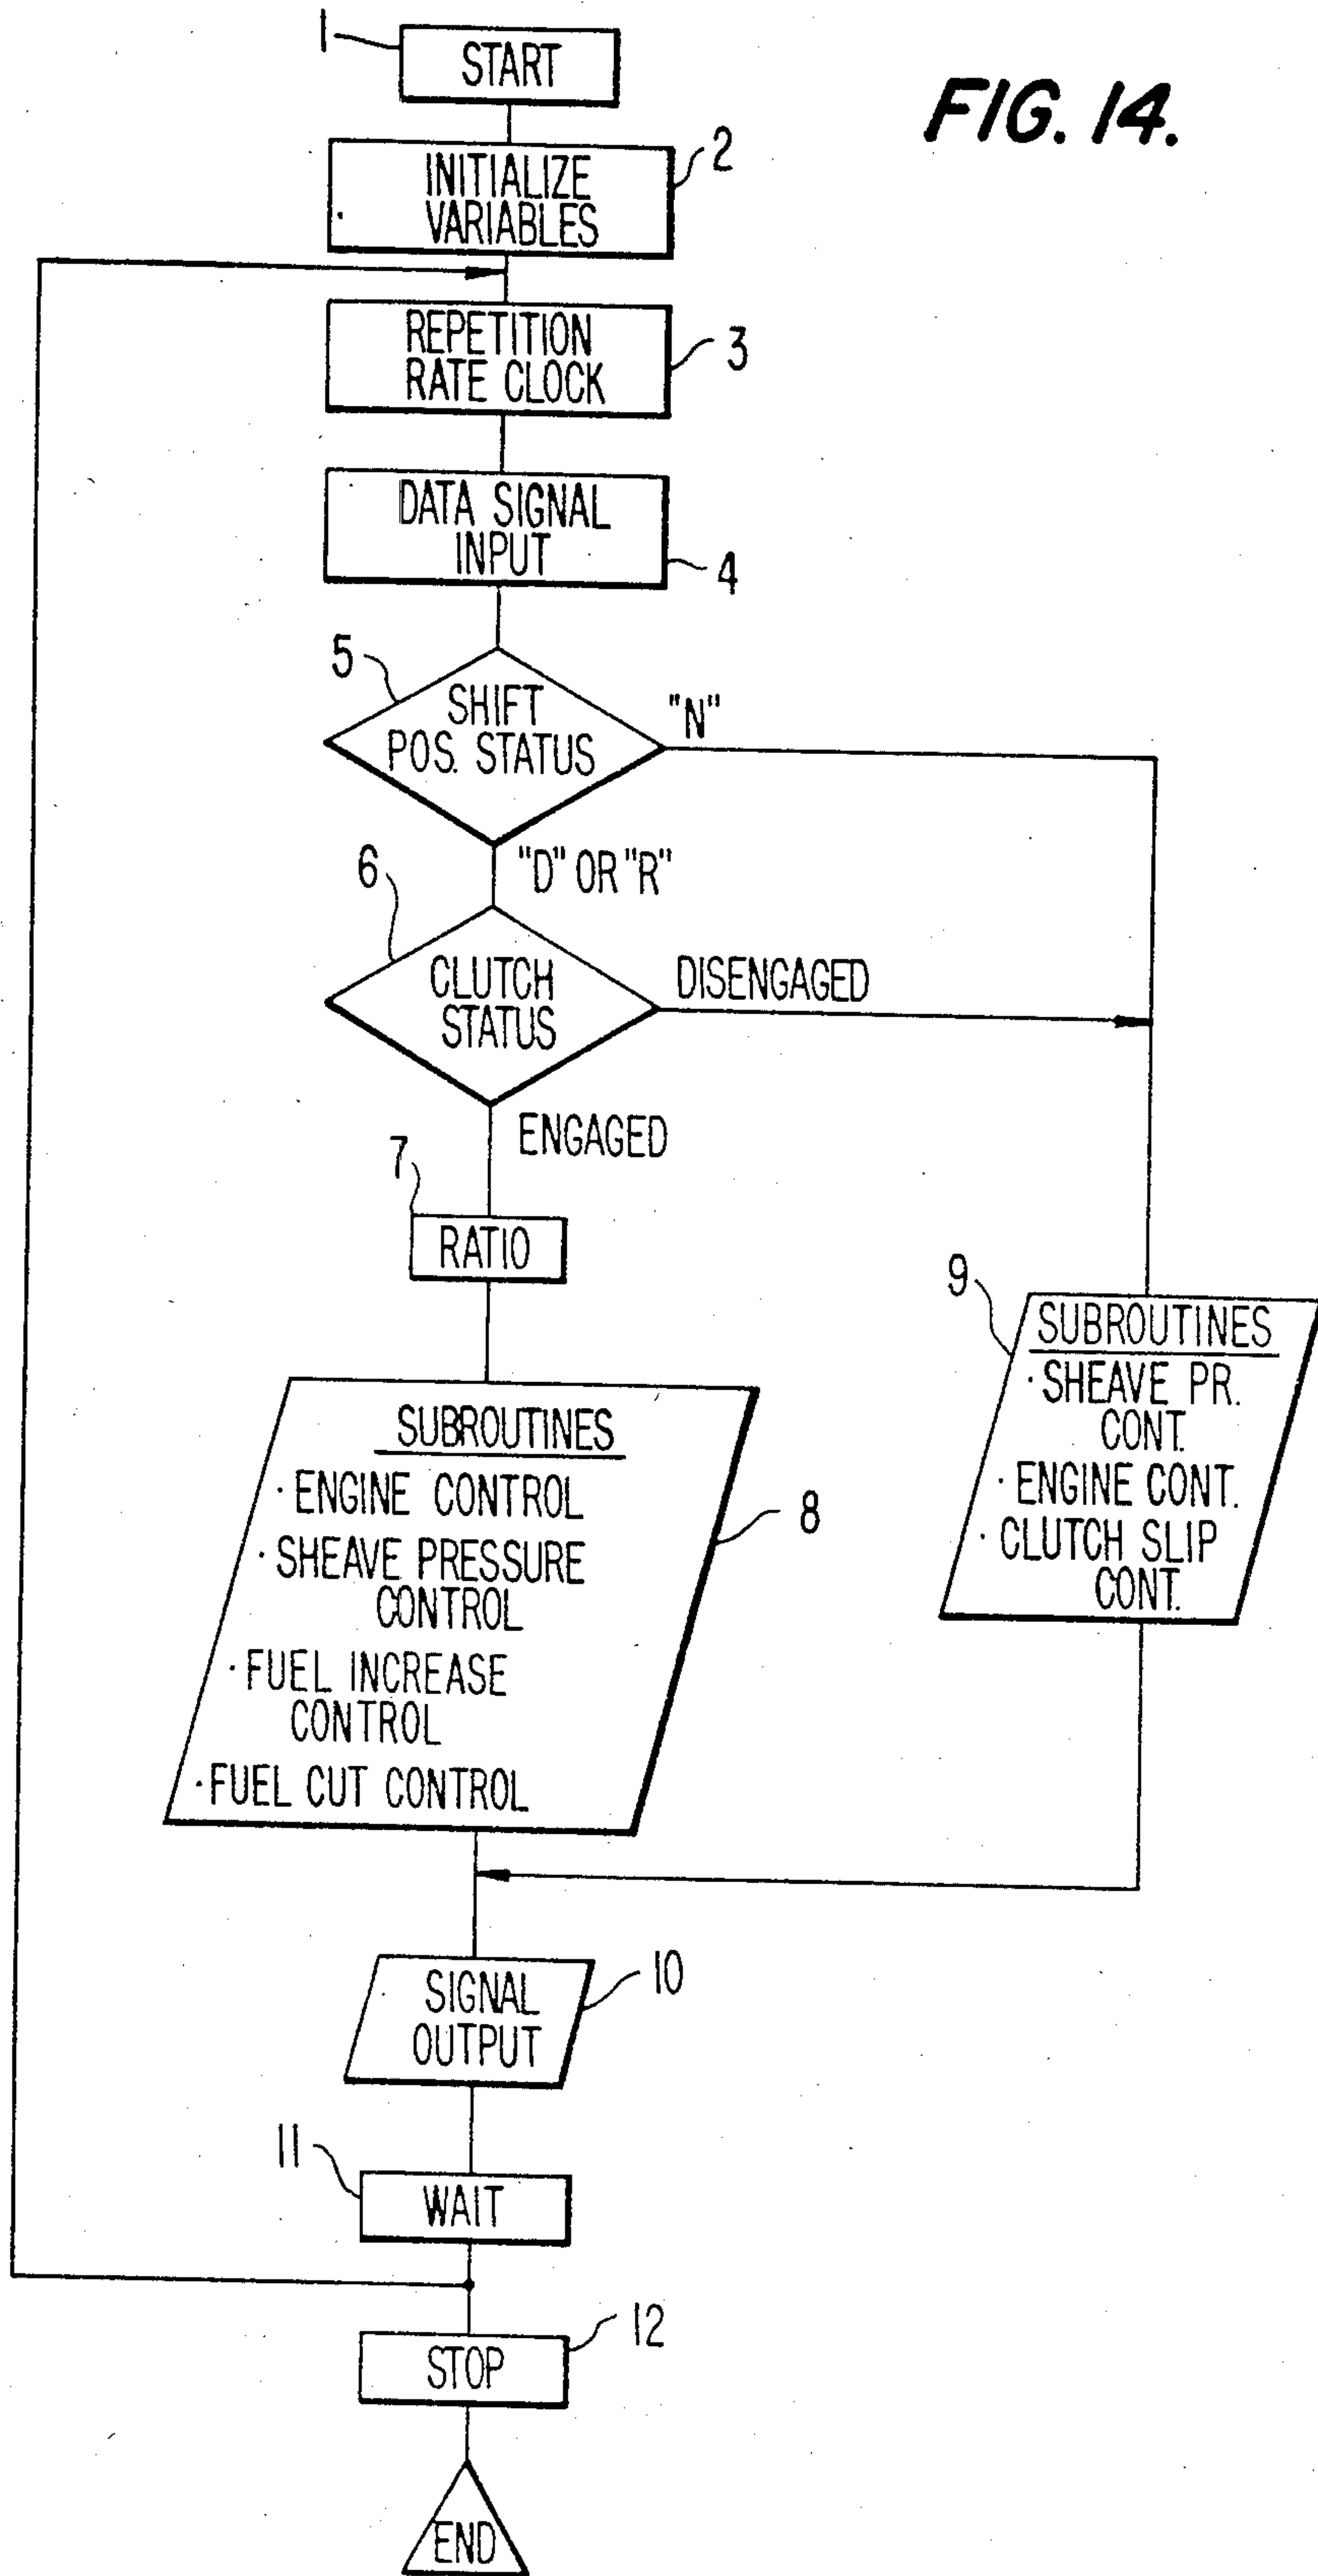 FIG. 14.
1
START
2
INITIALIZE
VARIABLES
3
REPETITION
RATE CLOCK
DATA SIGNAL
INPUT
4
5
SHIFT
POS. STATUS
"N"
"D" OR "R"
6
CLUTCH
STATUS
DISENGAGED
ENGAGED
7
RATIO
8
SUBROUTINES
· ENGINE CONTROL
· SHEAVE PRESSURE
CONTROL
· FUEL INCREASE
CONTROL
· FUEL CUT CONTROL
9
SUBROUTINES
· SHEAVE PR.
CONT.
· ENGINE CONT.
· CLUTCH SLIP
CONT.
10
SIGNAL
OUTPUT
11
WAIT
12
STOP
END